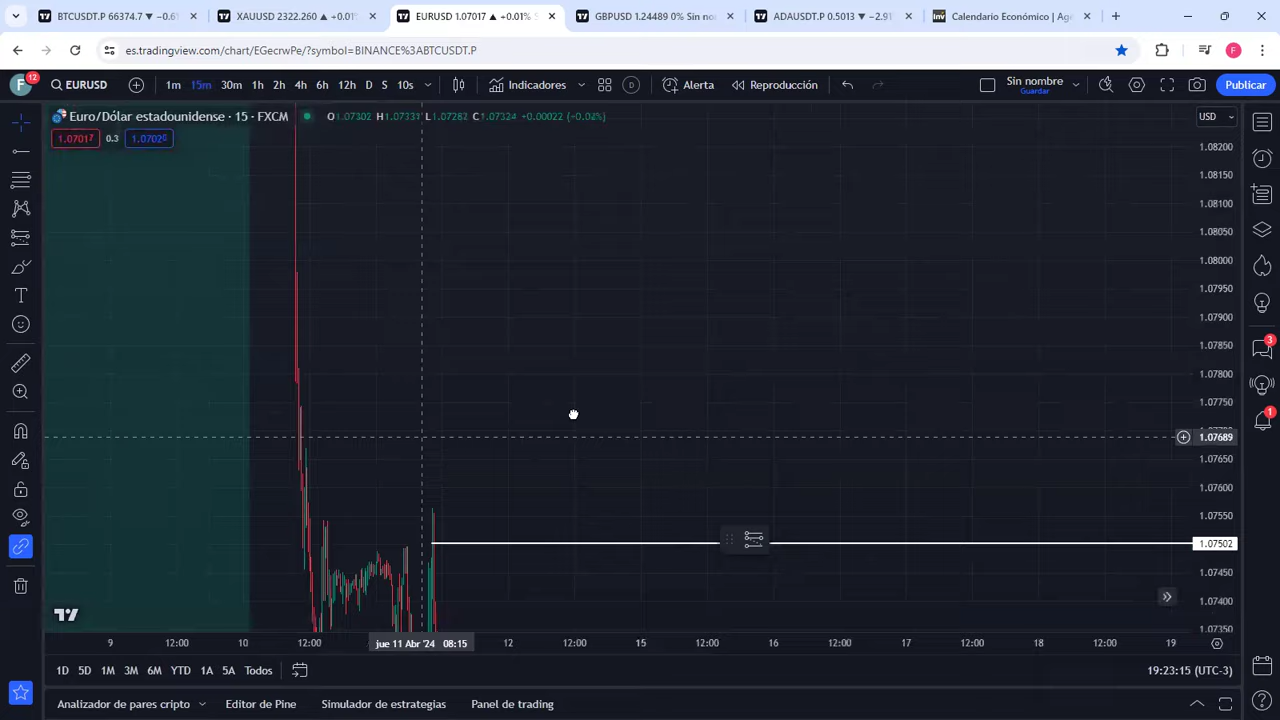 BTCUSDT.P 66374.7 ▼ −0.6
XAUUSD 2322.260 ▲ +0.01
EURUSD 1.07017 ▲ +0.01% S
GBPUSD 1.24489 0% Sin no
ADAUSDT.P 0.5013 ▼ −2.91
Inv Calendario Económico | Ag
es.tradingview.com/chart/EGecrwPe/?symbol=BINANCE%3ABTCUSDT.P
F
F 12 EURUSD 1m 15m 30m 1h 2h 4h 6h 12h D S 10s Indicadores D Alerta Reproducción Sin nombre Publicar
Guardar
Euro/Dólar estadounidense · 15 · FXCM O1.07302 H1.07331 L1.07282 C1.07324 +0.00022 (+0.02%) USD
1.07017 0.3 1.07020
1.08200
1.08150
1.08100
1.08050
1.08000
1.07950
1.07900
1.07850
1.07800
1.07750
1.07689
1.07650
1.07600
1.07550
1.07502
1.07450
1.07400
1.07350
3
1
9 12:00 10 12:00 jue 11 Abr '24 08:15 12 12:00 15 12:00 16 12:00 17 12:00 18 12:00 19
1D 5D 1M 3M 6M YTD 1A 5A Todos 19:23:15 (UTC-3)
Analizador de pares cripto Editor de Pine Simulador de estrategias Panel de trading